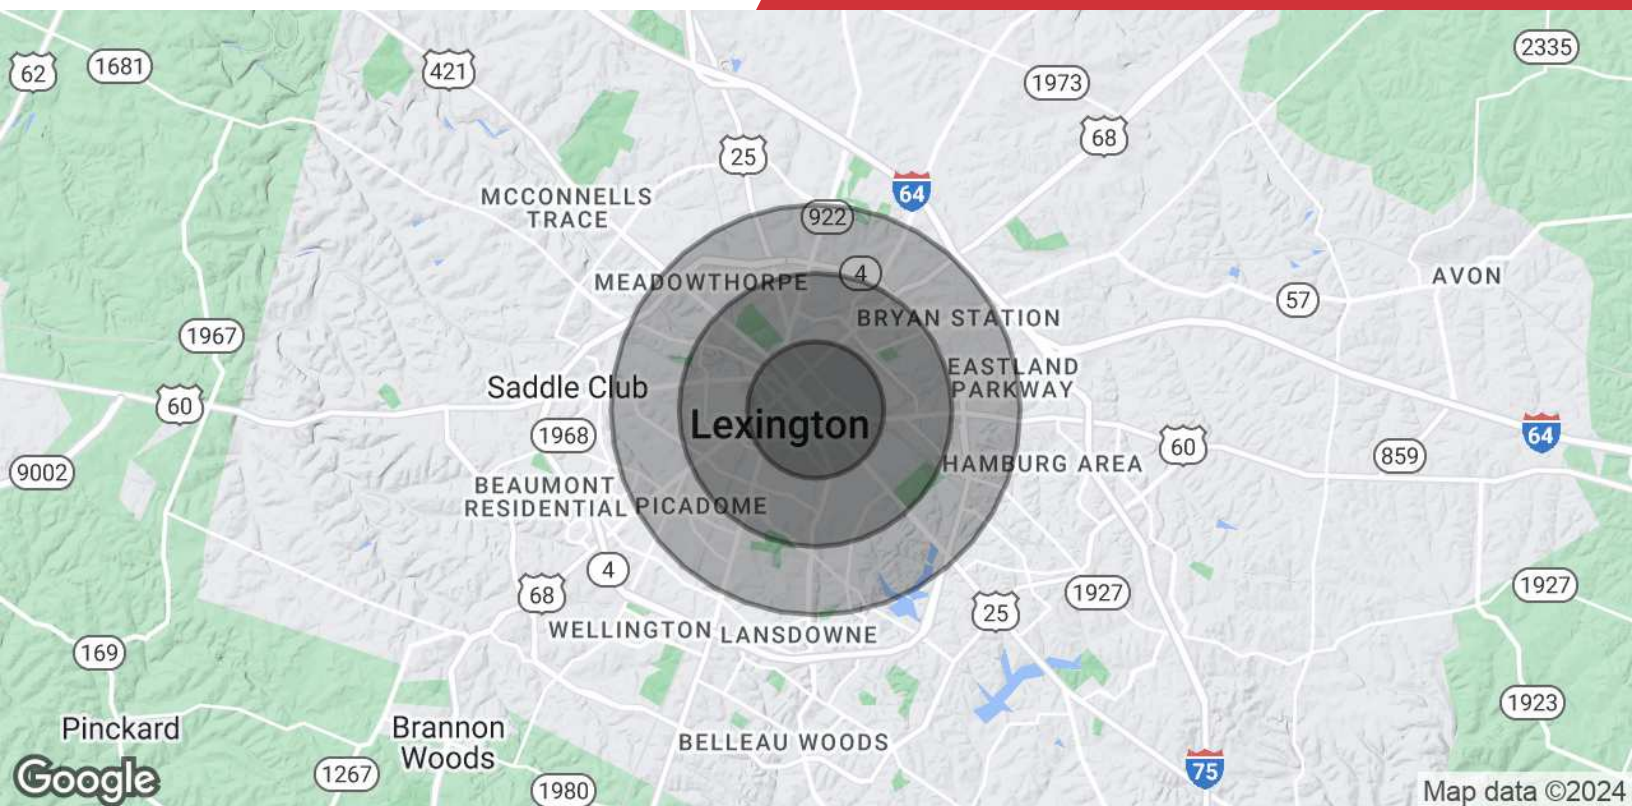 2335
62
1681
421
1973
68
25
64
MCCONNELLS
TRACE
922
4
MEADOWTHORPE
AVON
57
BRYAN STATION
1967
EASTLAND
PARKWAY
Saddle Club
60
Lexington
1968
64
60
859
HAMBURG AREA
9002
BEAUMONT
RESIDENTIAL
PICADOME
4
68
1927
1927
25
WELLINGTON
LANSDOWNE
169
1923
Pinckard
Brannon
Woods
BELLEAU WOODS
75
1267
1980
Google
Map data ©2024